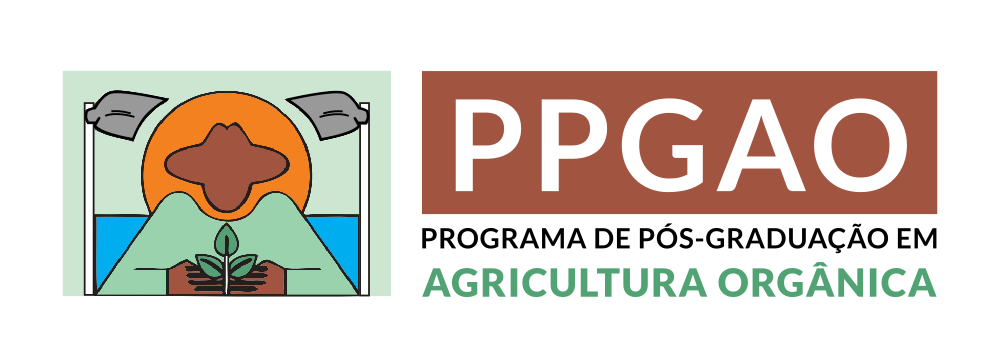 PPGAO
PROGRAMA DE PÓS-GRADUAÇÃO EM
AGRICULTURA ORGÂNICA